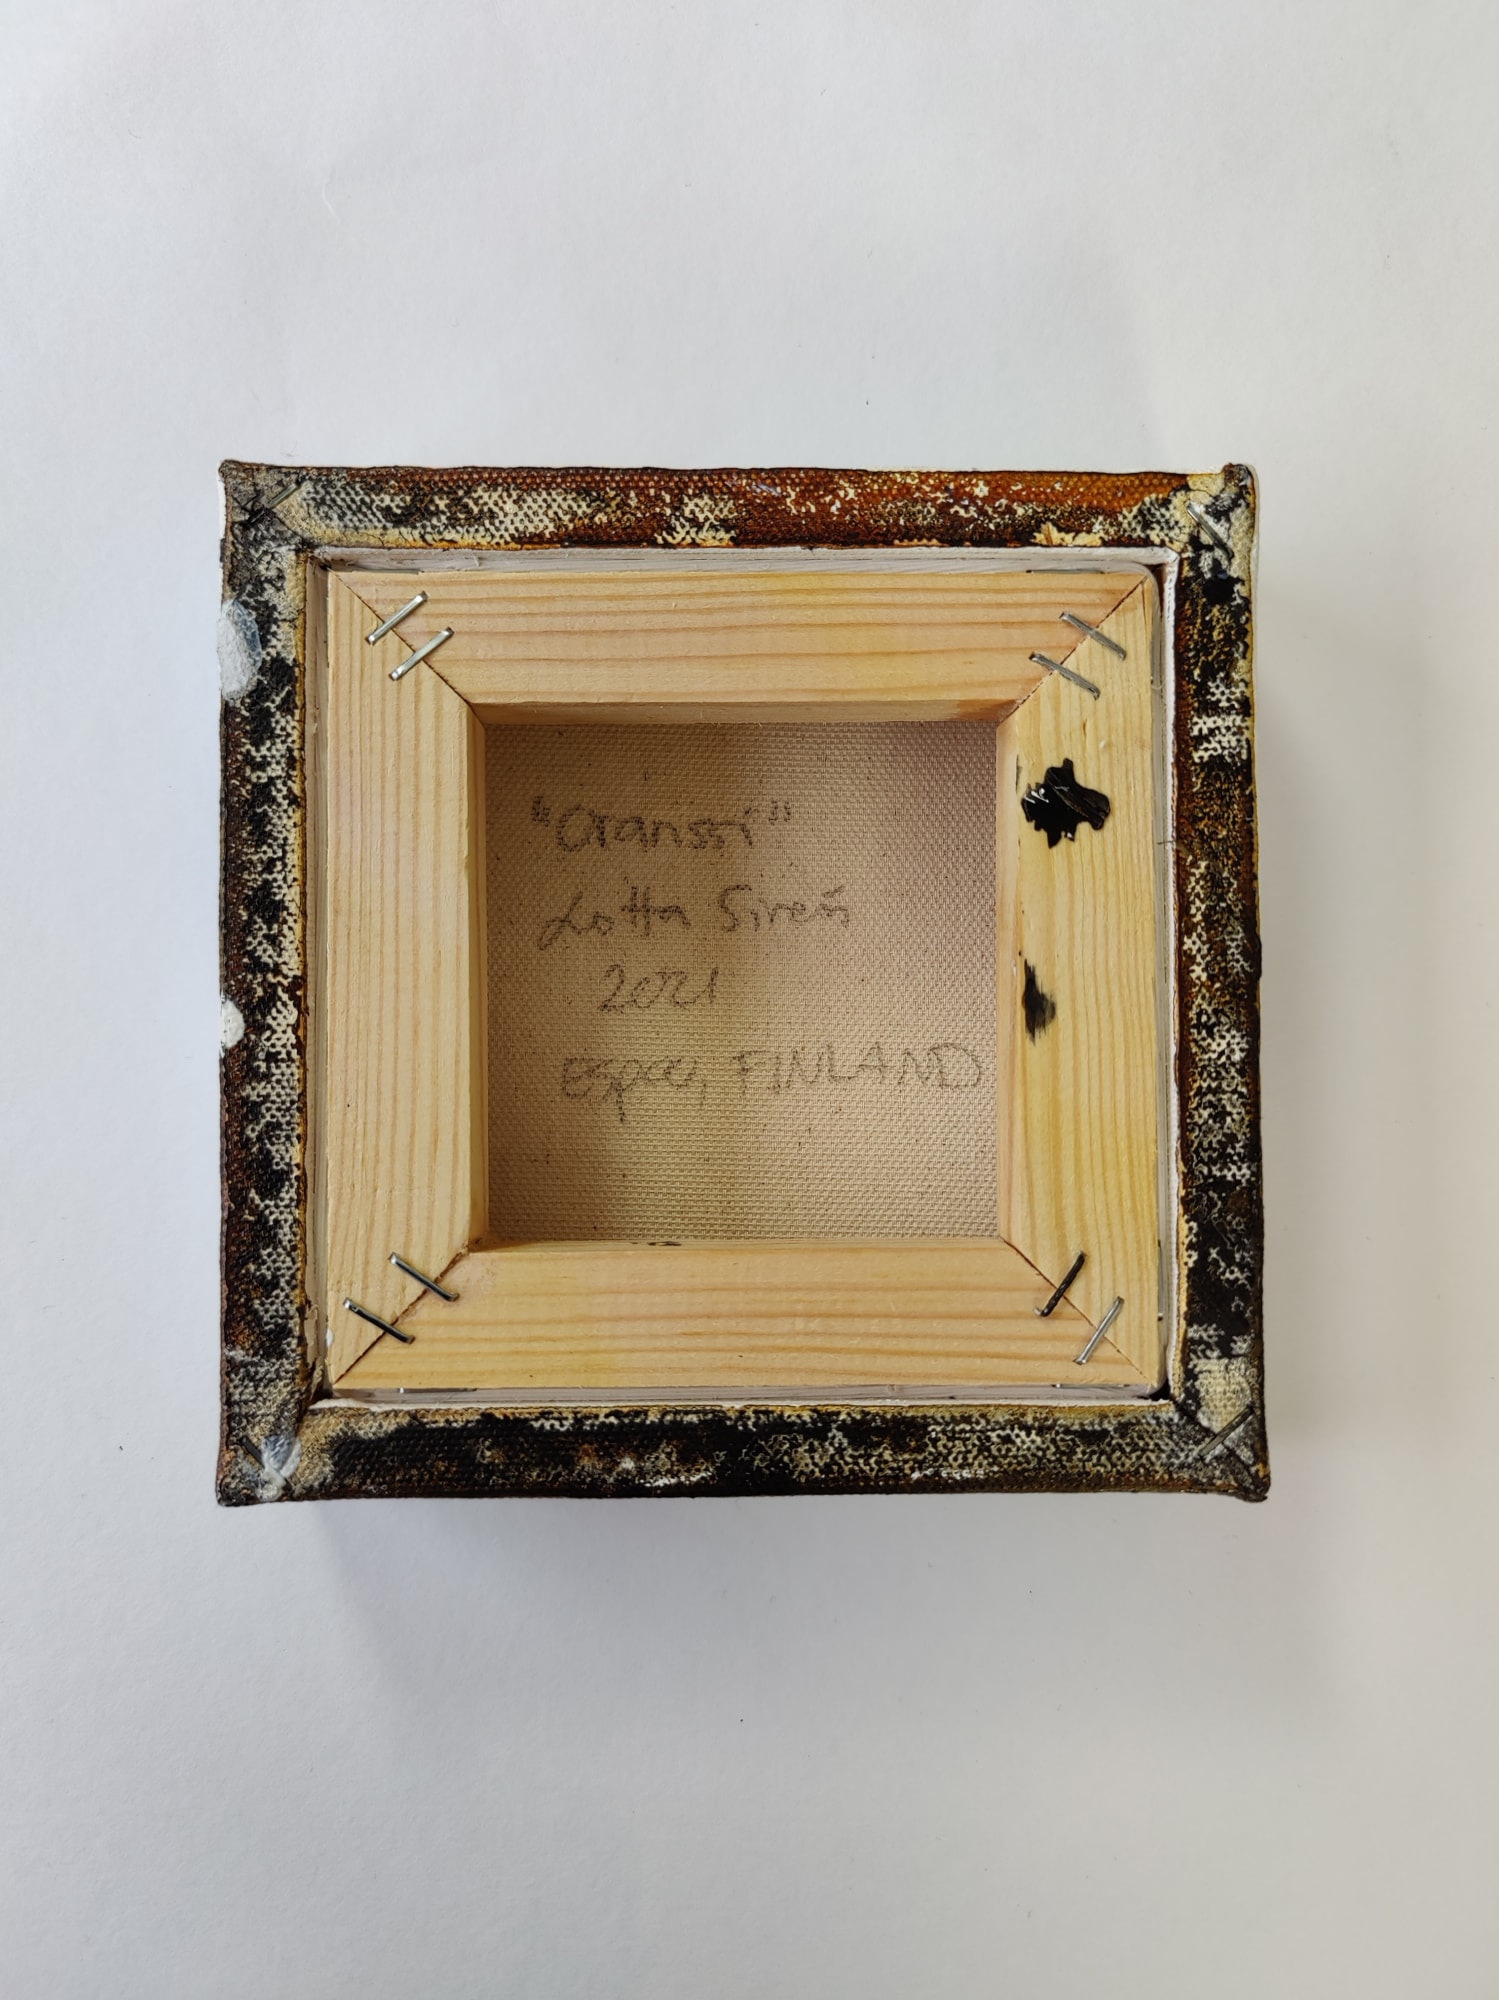 "Oranssi"
Lotta Sirén
2021
ESPOO, FINLAND